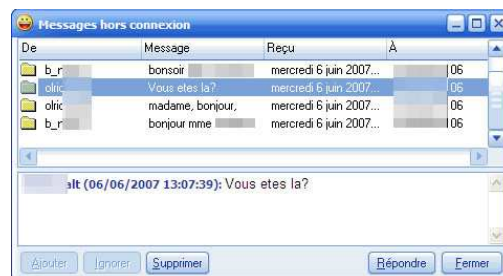 Messages hors connexion
De Message Reçu À
b_n bonsoir mercredi 6 juin 2007... 06
olric Vous etes la? mercredi 6 juin 2007... 06
olric madame, bonjour, mercredi 6 juin 2007... 06
b_n bonjour mme mercredi 6 juin 2007... 06
alt (06/06/2007 13:07:39): Vous etes la?
Ajouter Ignorer Supprimer Répondre Fermer